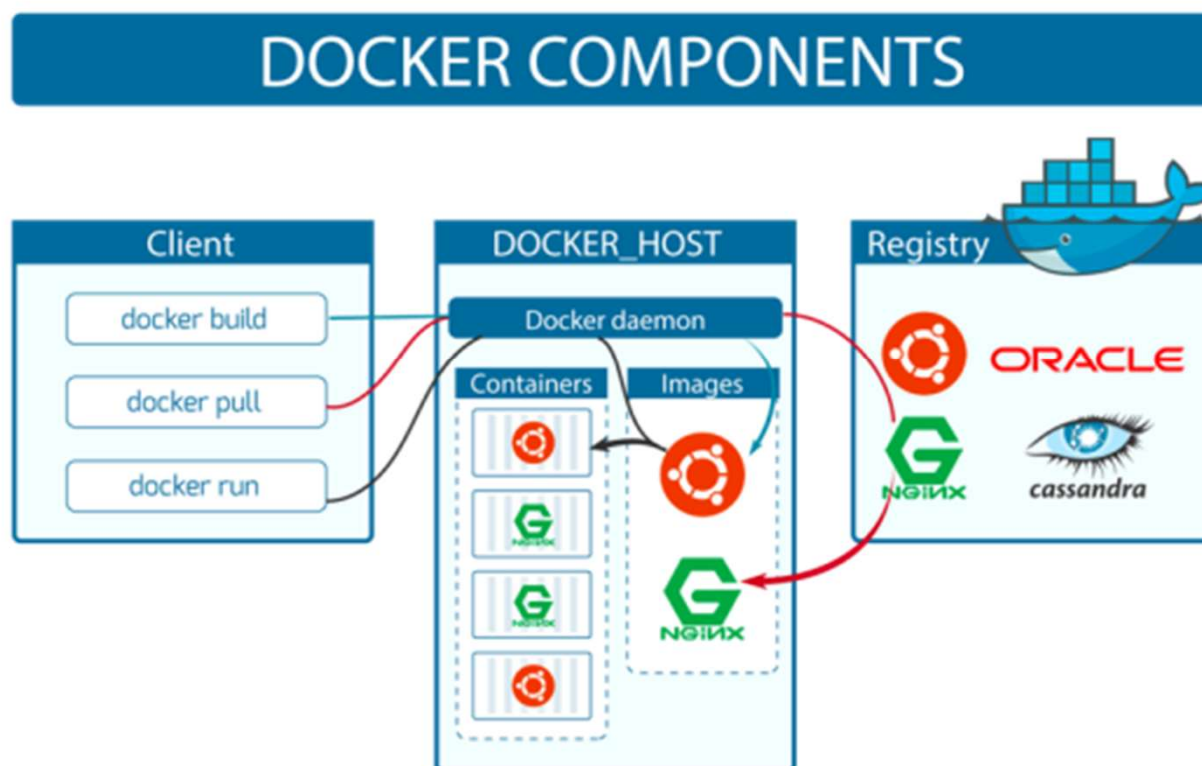 DOCKER COMPONENTS
Client
docker build
docker pull
docker run
DOCKER_HOST
Docker daemon
Containers
NGiNX
NGiNX
Images
NGiNX
Registry
ORACLE
NGiNX
cassandra